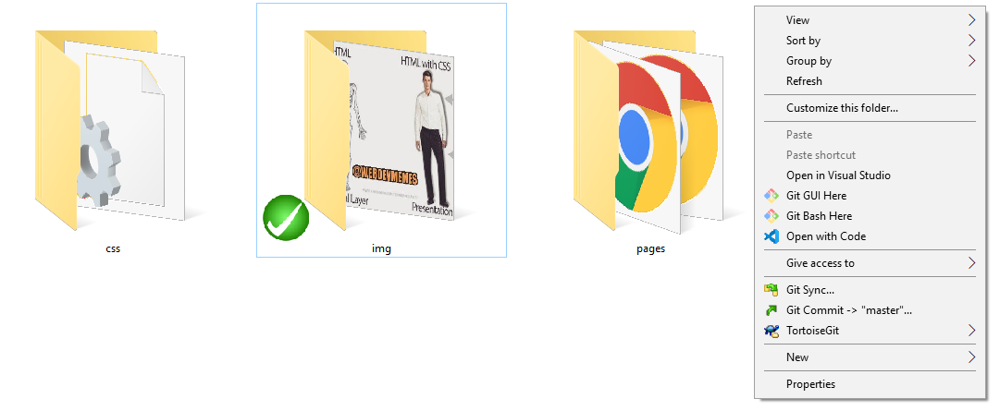 HTML
HTML with CSS
@WEBDEVMEMES
al Layer
Presentation
css
img
pages
View
Sort by
Group by
Refresh
Customize this folder...
Paste
Paste shortcut
Open in Visual Studio
Git GUI Here
Git Bash Here
Open with Code
Give access to
Git Sync...
Git Commit -> "master"...
TortoiseGit
New
Properties